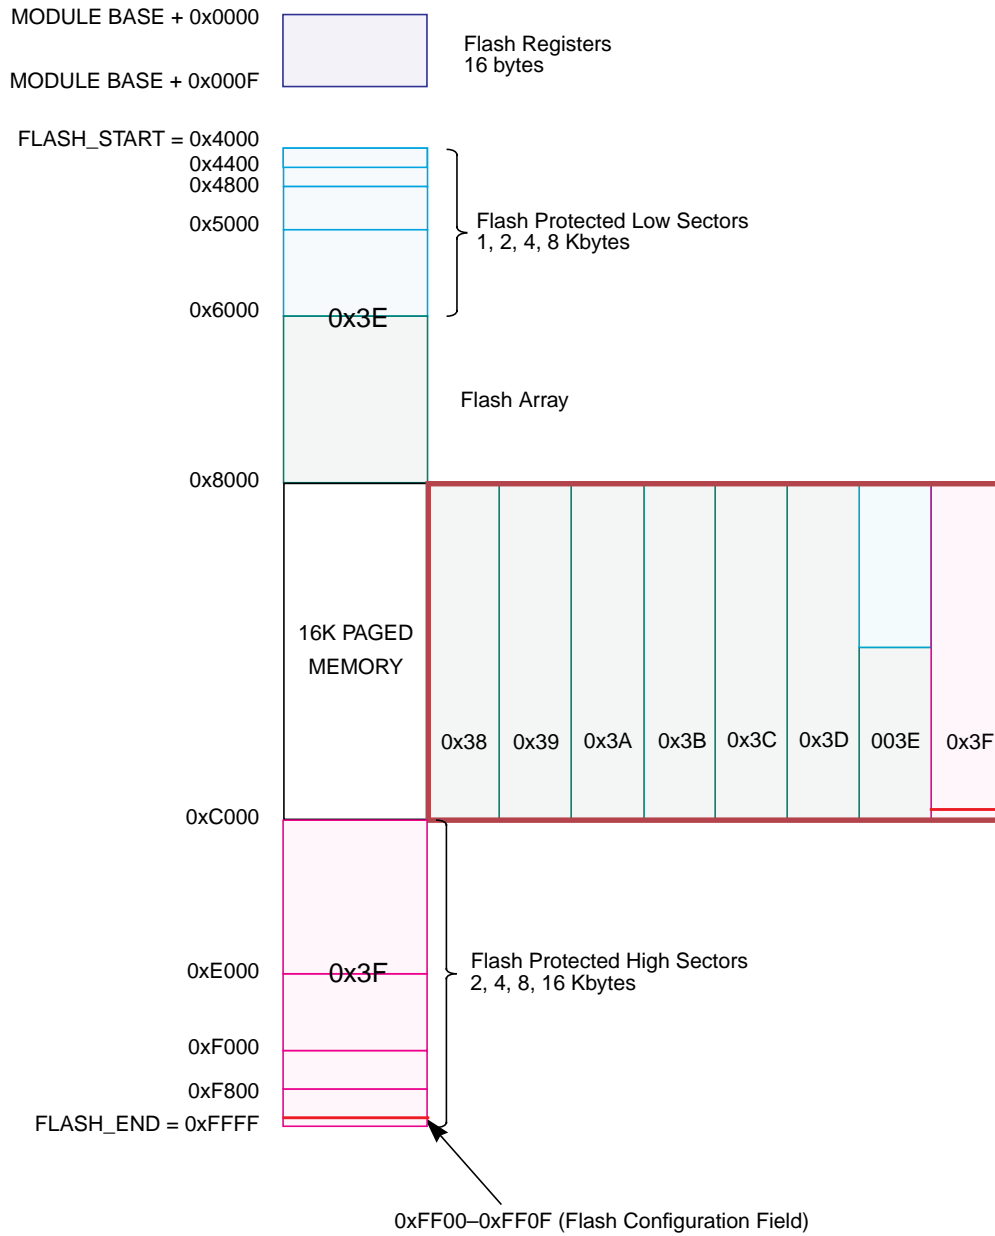 MODULE BASE + 0x0000
Flash Registers
16 bytes
MODULE BASE + 0x000F
FLASH_START = 0x4000
0x4400
0x4800
0x5000
Flash Protected Low Sectors
1, 2, 4, 8 Kbytes
0x6000
0x3E
Flash Array
0x8000
16K PAGED
MEMORY
0x38 0x39 0x3A 0x3B 0x3C 0x3D 003E 0x3F
0xC000
Flash Protected High Sectors
2, 4, 8, 16 Kbytes
0xE000
0x3F
0xF000
0xF800
FLASH_END = 0xFFFF
0xFF00–0xFF0F (Flash Configuration Field)